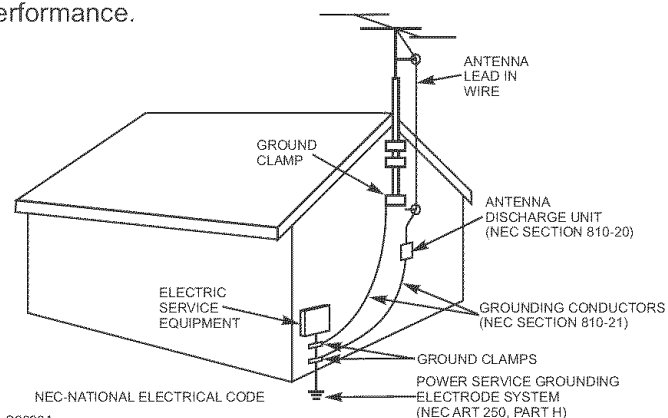 erformance.
ANTENNA
LEAD IN
WIRE
GROUND
CLAMP
ANTENNA
DISCHARGE UNIT
(NEC SECTION 810-20)
ELECTRIC
SERVICE
EQUIPMENT
GROUNDING CONDUCTORS
(NEC SECTION 810-21)
GROUND CLAMPS
POWER SERVICE GROUNDING
ELECTRODE SYSTEM
(NEC ART 250, PART H)
NEC-NATIONAL ELECTRICAL CODE